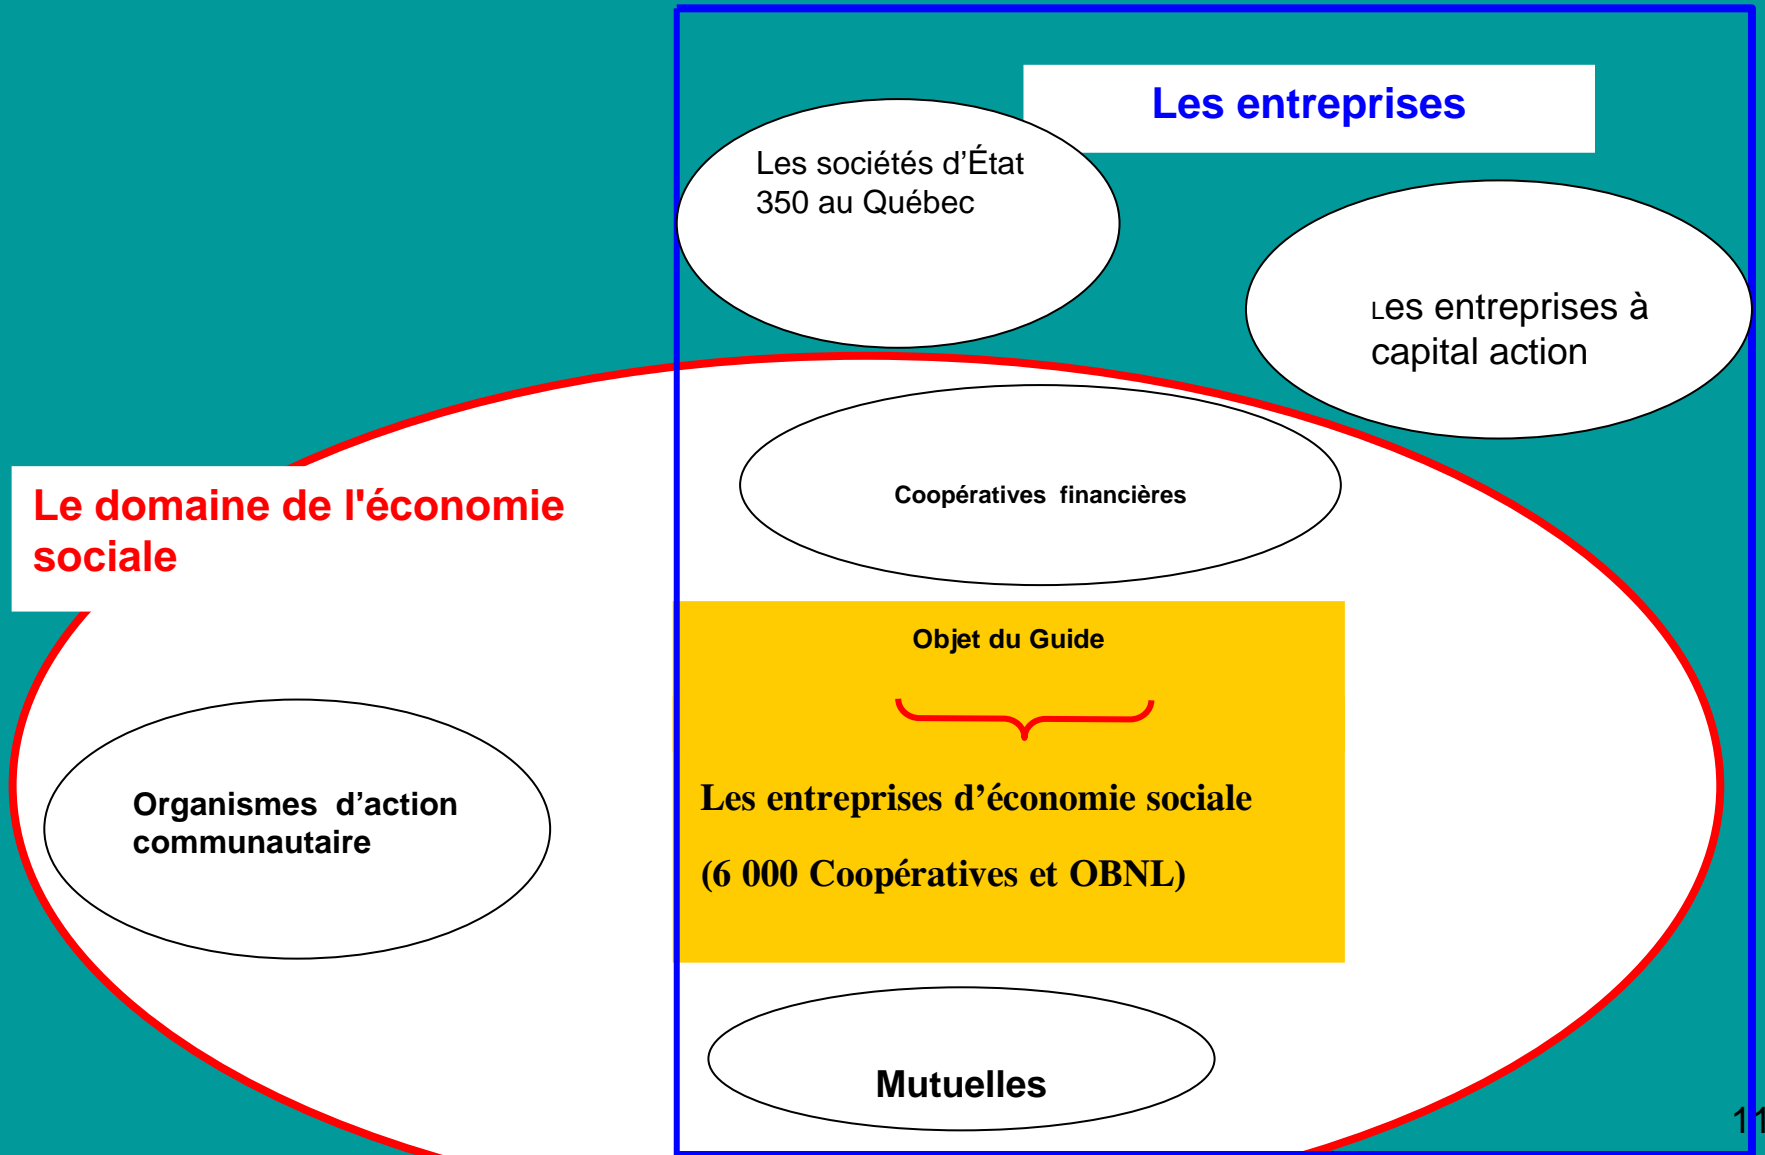 Les entreprises
Les sociétés d’État
350 au Québec
Les entreprises à
capital action
Coopératives financières
Le domaine de l'économie
sociale
Objet du Guide
Organismes d’action
communautaire
Les entreprises d’économie sociale
(6 000 Coopératives et OBNL)
Mutuelles
11